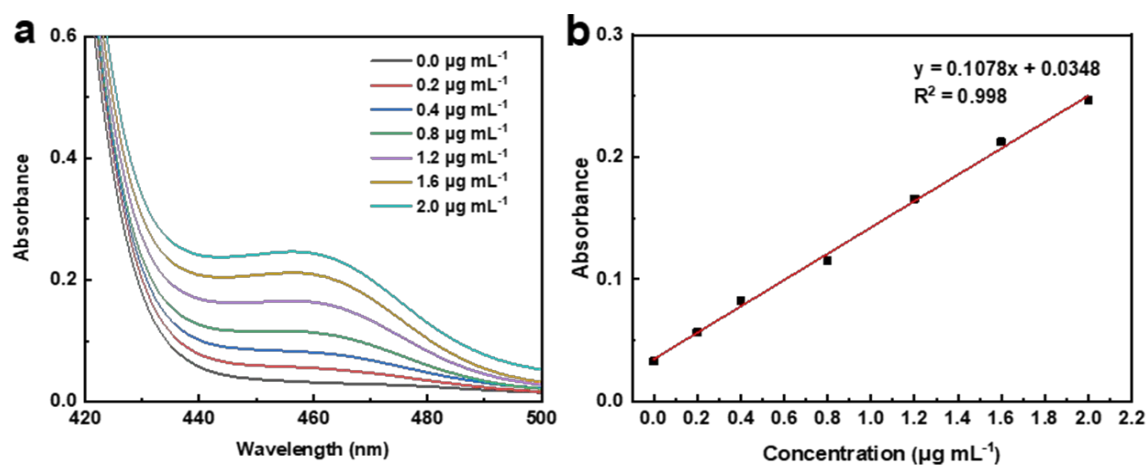 a
0.6
0.4
0.2
0.0
Absorbance
420
440
460
480
500
Wavelength (nm)
0.0 µg mL⁻¹
0.2 µg mL⁻¹
0.4 µg mL⁻¹
0.8 µg mL⁻¹
1.2 µg mL⁻¹
1.6 µg mL⁻¹
2.0 µg mL⁻¹
b
0.3
0.2
0.1
0.0
Absorbance
y = 0.1078x + 0.0348
R² = 0.998
0.0 0.2 0.4 0.6 0.8 1.0 1.2 1.4 1.6 1.8 2.0 2.2
Concentration (µg mL⁻¹)